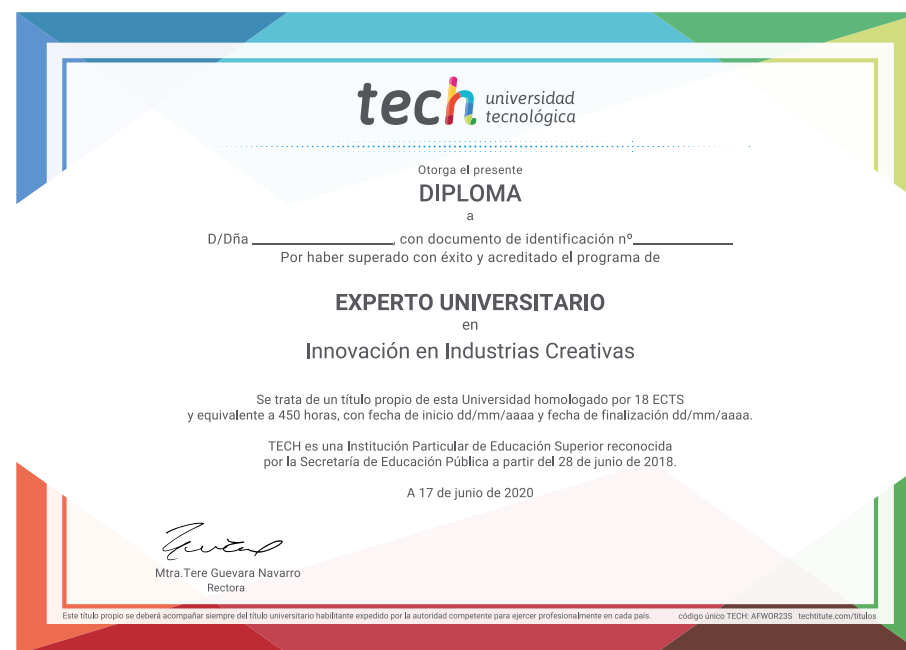 tech universidad
tecnológica
Otorga el presente
DIPLOMA
a
D/Dña ____________________, con documento de identificación nº______________
Por haber superado con éxito y acreditado el programa de
EXPERTO UNIVERSITARIO
en
Innovación en Industrias Creativas
Se trata de un título propio de esta Universidad homologado por 18 ECTS
y equivalente a 450 horas, con fecha de inicio dd/mm/aaaa y fecha de finalización dd/mm/aaaa.
TECH es una Institución Particular de Educación Superior reconocida
por la Secretaría de Educación Pública a partir del 28 de junio de 2018.
A 17 de junio de 2020
Mtra.Tere Guevara Navarro
Rectora
Este título propio se deberá acompañar siempre del título universitario habilitante expedido por la autoridad competente para ejercer profesionalmente en cada país. código único TECH: AFWOR23S techtitute.com/titulos